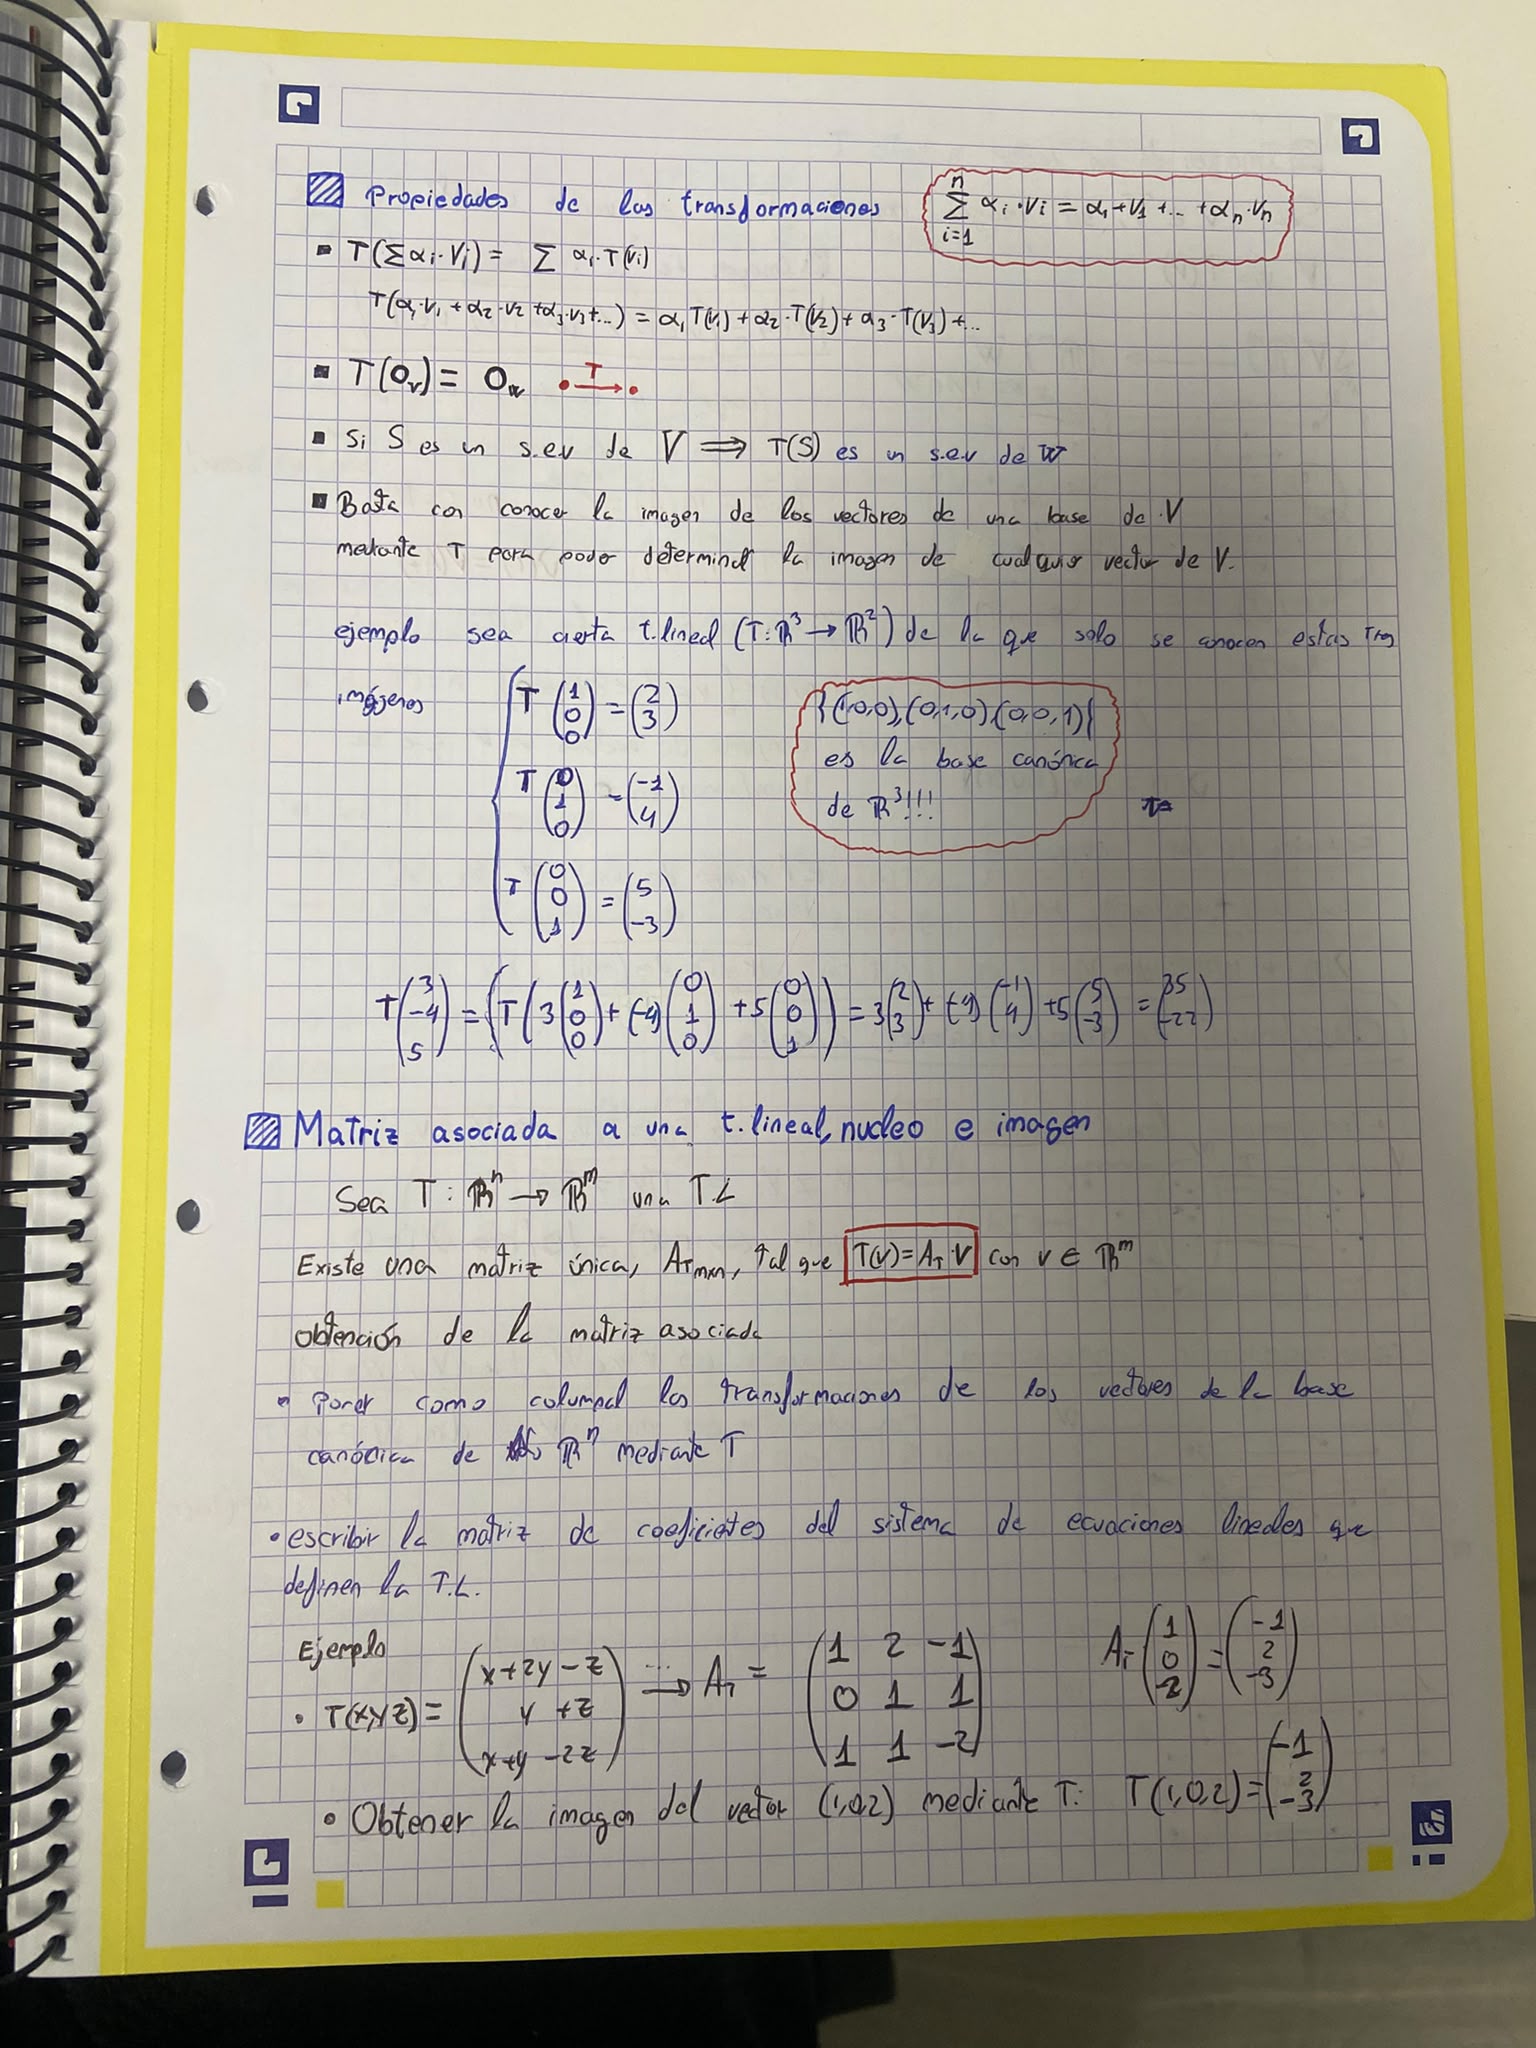 Propiedades de las transformaciones
∑ αi·vi = α1+v1 +... +αn·vn
n
i=1
T(∑αi·Vi) = ∑ αi·T(vi)
T(α1·v1 + α2·v2 +α3·v3+...) = α1T(v1) + α2·T(v2) + α3·T(v3) +...
T(Ov) = Ow T
Si S es un s.e.v de V ⟹ T(S) es un s.e.v de W
Basta con conocer la imagen de los vectores de una base de V
mediante T para poder determinar la imagen de cualquier vector de V.
ejemplo sea cierta t.lineal (T: ℝ³ → ℝ²) de la que solo se conocen estas tres
imágenes
T (1 0 0) = (2 3)
{(1,0,0),(0,1,0),(0,0,1)}
es la base canónica
de ℝ³!!!
T (0 1 0) = (-1 4)
T (0 0 1) = (5 -3)
T(3 -4 5) = (T(3(1 0 0) + (-4)(0 1 0) +5(0 0 1)) = 3(2 3) + (-4)(-1 4) +5(5 -3) = (35 -22)
Matriz asociada a una t.lineal, nucleo e imagen
Sea T: ℝⁿ → ℝᵐ una T.L
Existe una matriz única, ATmxn, tal que T(v)=AT·V con v ∈ ℝᵐ
obtención de la matriz asociada
Poner como columnal las transformaciones de los vectores de la base
canónica de ℝⁿ mediante T
• escribir la matriz de coeficientes del sistema de ecuaciones lineales que
definen la T.L.
Ejemplo
• T(x,y,z) = (x+2y-z y+z x+y-2z) ... → AT = (1 2 -1 0 1 1 1 1 -2) AT(1 0 2) = (-1 2 -3)
• Obtener la imagen del vector (1,0,2) mediante T: T(1,0,2) = (-1 2 -3)